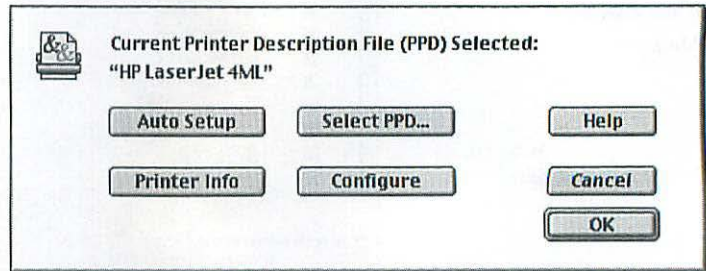 Current Printer Description File (PPD) Selected:
“HP LaserJet 4ML”
Auto Setup
Select PPD...
Help
Printer Info
Configure
Cancel
OK